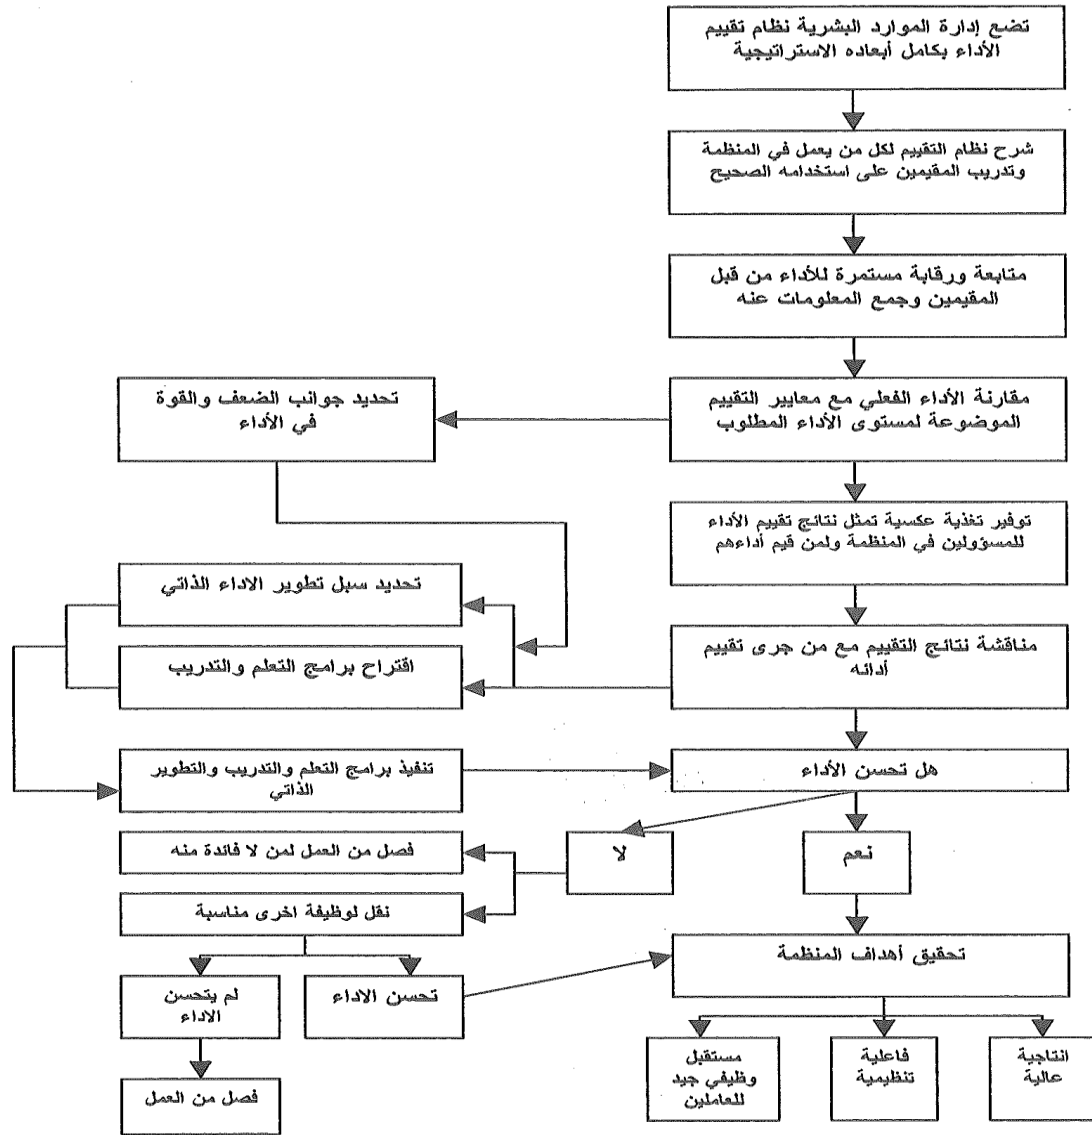 تضع إدارة الموارد البشرية نظام تقييم
الأداء بكامل أبعاده الاستراتيجية
شرح نظام التقييم لكل من يعمل في المنظمة
وتدريب المقيمين على استخدامه الصحيح
متابعة ورقابة مستمرة للأداء من قبل
المقيمين وجمع المعلومات عنه
مقارنة الأداء الفعلي مع معايير التقييم
الموضوعة لمستوى الأداء المطلوب
تحديد جوانب الضعف والقوة
في الأداء
توفير تغذية عكسية تمثل نتائج تقييم الأداء
للمسؤولين في المنظمة ولمن قيم أداءهم
مناقشة نتائج التقييم مع من جرى تقييم
أدائه
تحديد سبل تطوير الاداء الذاتي
اقتراح برامج التعلم والتدريب
تنفيذ برامج التعلم والتدريب والتطوير
الذاتي
هل تحسن الأداء
نعم
لا
فصل من العمل لمن لا فائدة منه
نقل لوظيفة اخرى مناسبة
تحسن الاداء
لم يتحسن
الاداء
فصل من العمل
تحقيق أهداف المنظمة
انتاجية
عالية
فاعلية
تنظيمية
مستقبل
وظيفي جيد
للعاملين